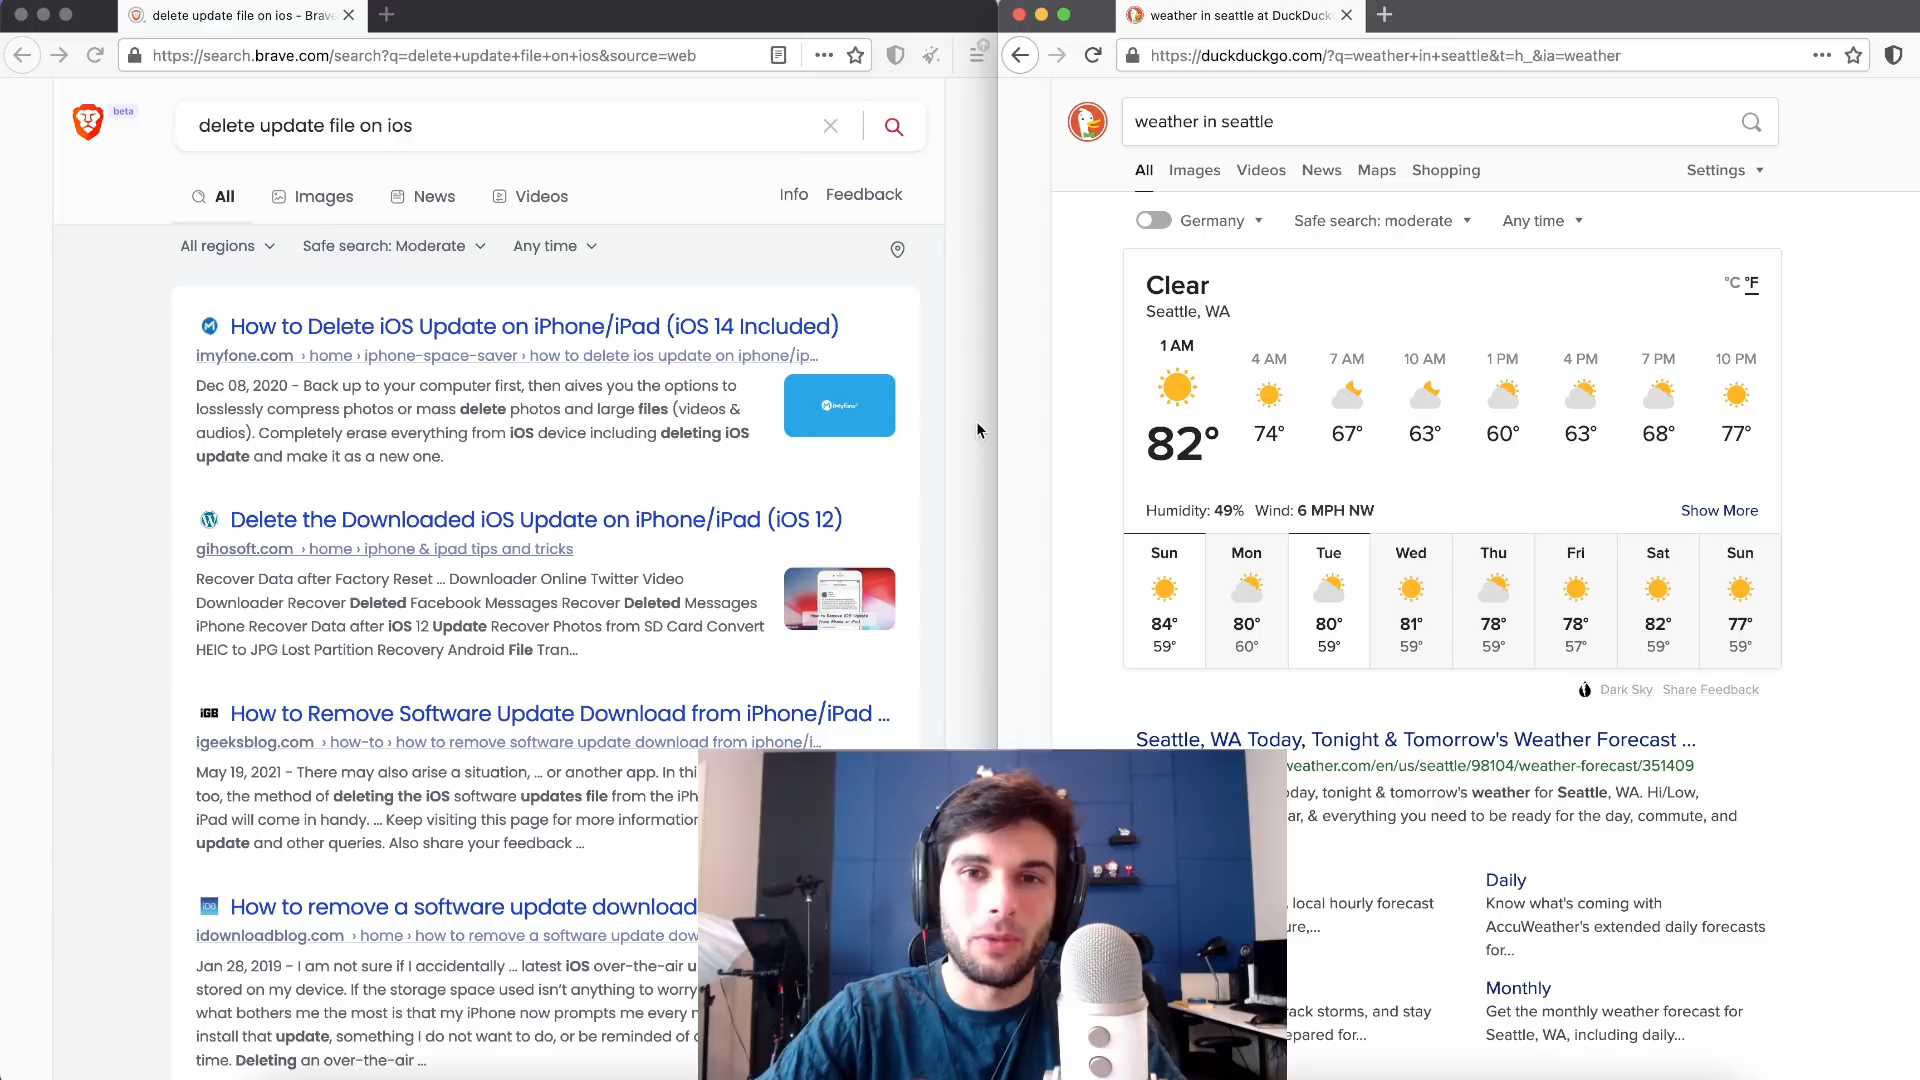 delete update file on ios - Brave
https://search.brave.com/search?q=delete+update+file+on+ios&source=web
beta
delete update file on ios
All
Images
News
Videos
Info
Feedback
All regions
Safe search: Moderate
Any time
How to Delete iOS Update on iPhone/iPad (iOS 14 Included)
imyfone.com › home › iphone-space-saver › how to delete ios update on iphone/ip...
Dec 08, 2020 - Back up to your computer first, then aives you the options to
losslessly compress photos or mass delete photos and large files (videos &
audios). Completely erase everything from iOS device including deleting iOS
update and make it as a new one.
iMyFone
Delete the Downloaded iOS Update on iPhone/iPad (iOS 12)
gihosoft.com › home › iphone & ipad tips and tricks
Recover Data after Factory Reset ... Downloader Online Twitter Video
Downloader Recover Deleted Facebook Messages Recover Deleted Messages
iPhone Recover Data after iOS 12 Update Recover Photos from SD Card Convert
HEIC to JPG Lost Partition Recovery Android File Tran...
How to Remove iOS Update
from iPhone or iPad
iGB
How to Remove Software Update Download from iPhone/iPad ...
igeeksblog.com › how-to › how to remove software update download from iphone/i...
May 19, 2021 - There may also arise a situation, ... or another app. In thi
too, the method of deleting the iOS software updates file from the iPh
iPad will come in handy. ... Keep visiting this page for more information
update and other queries. Also share your feedback ...
iDB
How to remove a software update download
idownloadblog.com › home › how to remove a software update dow
Jan 28, 2019 - I am not sure if I accidentally ... latest iOS over-the-air u
stored on my device. If the storage space used isn't anything to worry
what bothers me the most is that my iPhone now prompts me every n
install that update, something I do not want to do, or be reminded of c
time. Deleting an over-the-air ...
weather in seattle at DuckDuck
https://duckduckgo.com/?q=weather+in+seattle&t=h_&ia=weather
weather in seattle
All
Images
Videos
News
Maps
Shopping
Settings
Germany
Safe search: moderate
Any time
Clear
°C °F
Seattle, WA
1 AM 4 AM 7 AM 10 AM 1 PM 4 PM 7 PM 10 PM
82° 74° 67° 63° 60° 63° 68° 77°
Humidity: 49% Wind: 6 MPH NW
Show More
Sun Mon Tue Wed Thu Fri Sat Sun
84° 80° 80° 81° 78° 78° 82° 77°
59° 60° 59° 59° 59° 57° 59° 59°
Dark Sky
Share Feedback
Seattle, WA Today, Tonight & Tomorrow's Weather Forecast ...
weather.com/en/us/seattle/98104/weather-forecast/351409
day, tonight & tomorrow's weather for Seattle, WA. Hi/Low,
ar, & everything you need to be ready for the day, commute, and
local hourly forecast
ure,...
Daily
Know what's coming with
AccuWeather's extended daily forecasts
for...
rack storms, and stay
epared for...
Monthly
Get the monthly weather forecast for
Seattle, WA, including daily...